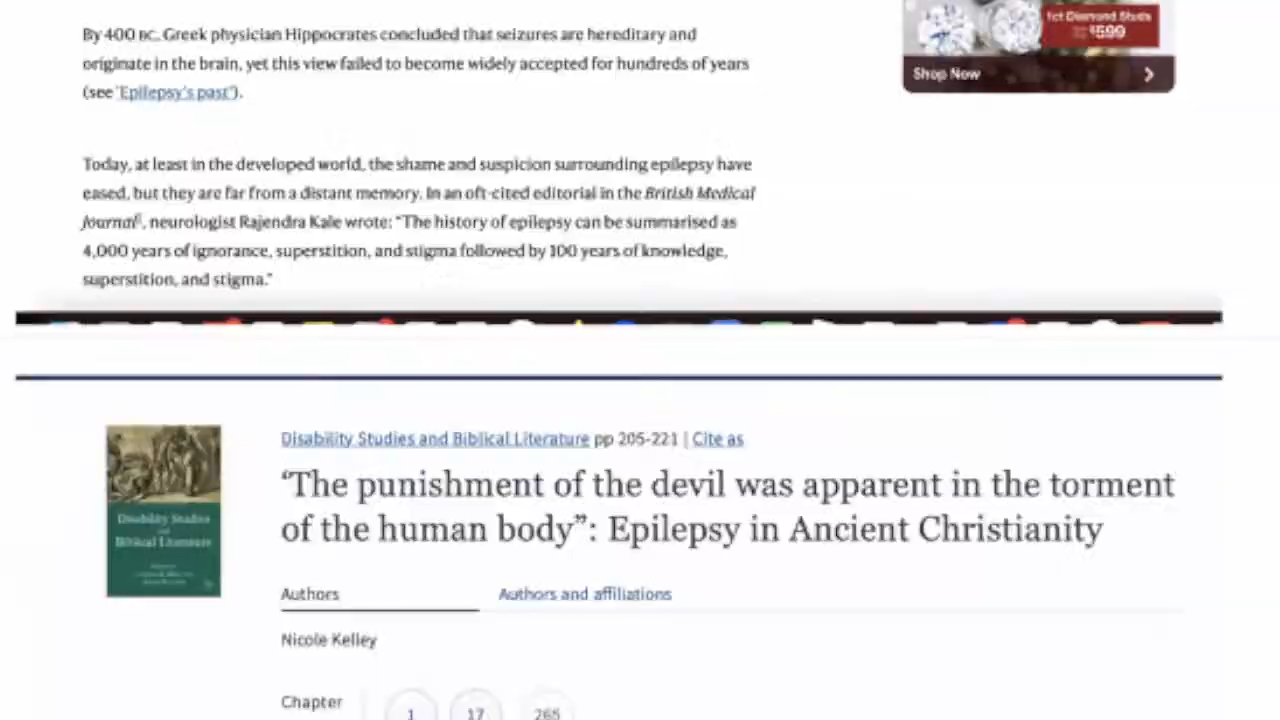 1ct Diamond Studs
$599
Shop Now
By 400 BC, Greek physician Hippocrates concluded that seizures are hereditary and
originate in the brain, yet this view failed to become widely accepted for hundreds of years
(see 'Epilepsy's past').
Today, at least in the developed world, the shame and suspicion surrounding epilepsy have
eased, but they are far from a distant memory. In an oft-cited editorial in the British Medical
Journal, neurologist Rajendra Kale wrote: “The history of epilepsy can be summarised as
4,000 years of ignorance, superstition, and stigma followed by 100 years of knowledge,
superstition, and stigma.”
Disability Studies and Biblical Literature pp 205-221 | Cite as
‘The punishment of the devil was apparent in the torment
of the human body”: Epilepsy in Ancient Christianity
Disability Studies
Biblical Literature
Authors
Authors and affiliations
Nicole Kelley
Chapter
1
17
265